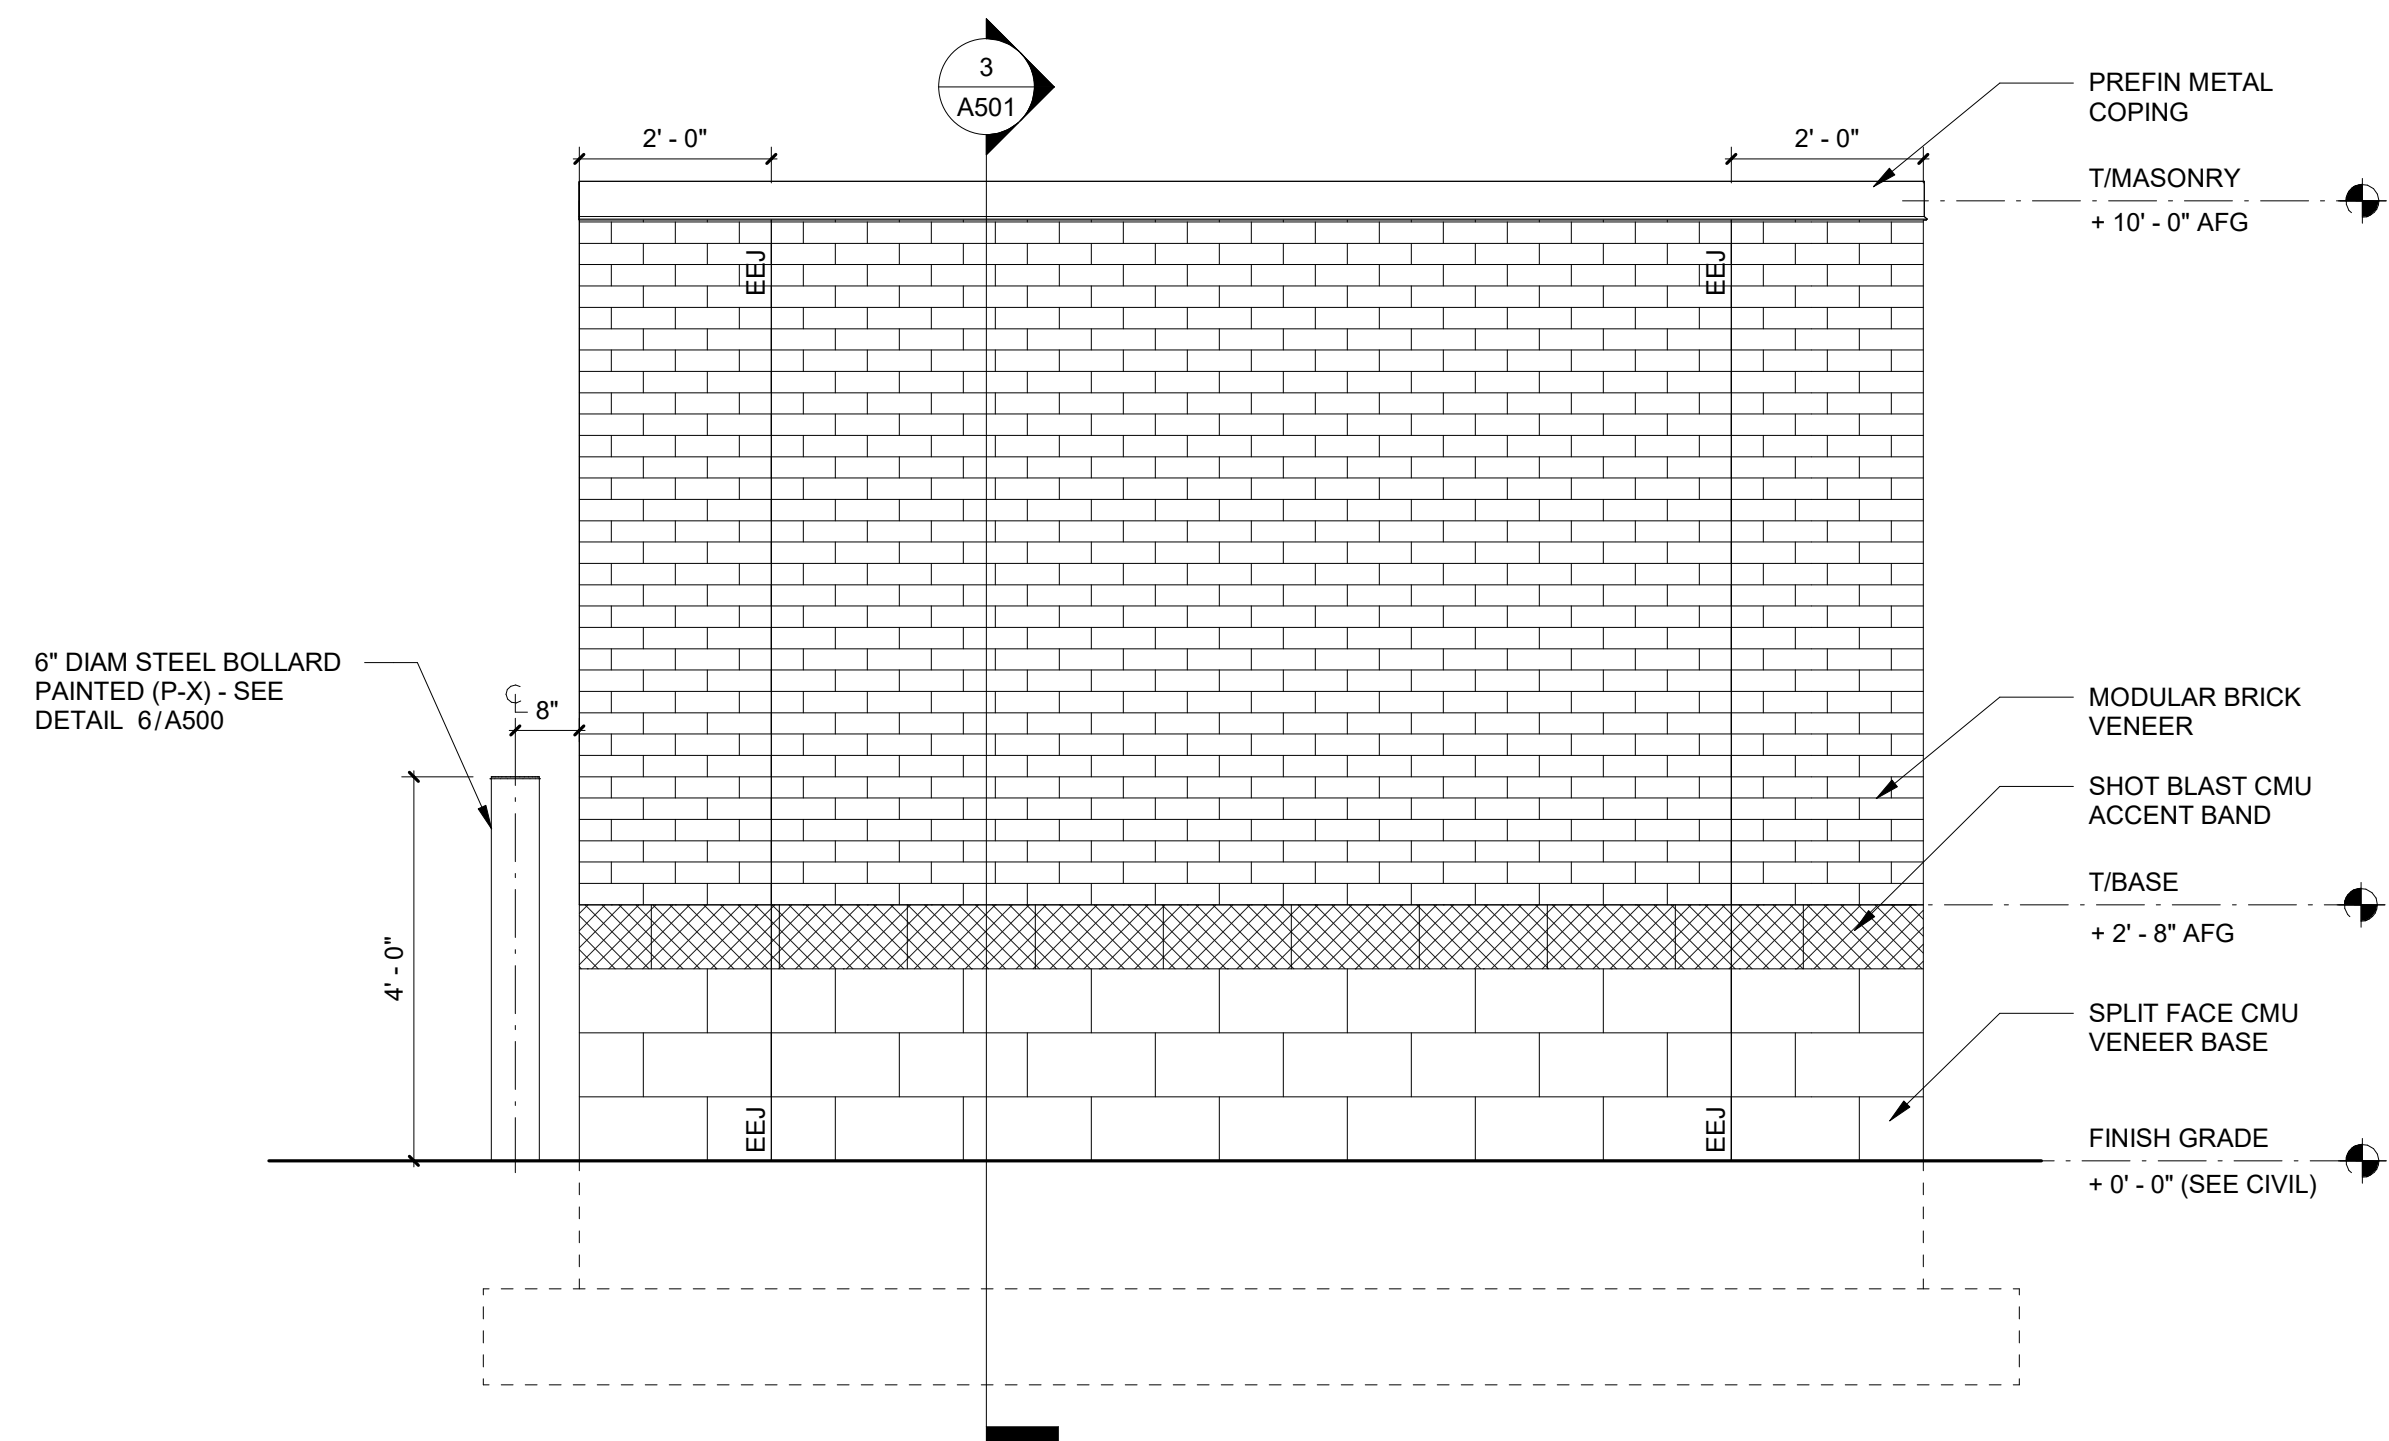 3
A501
2' - 0"
2' - 0"
PREFIN METAL
COPING
T/MASONRY
+ 10' - 0" AFG
EEJ
EEJ
6" DIAM STEEL BOLLARD
PAINTED (P-X) - SEE
DETAIL 6/A500
℄
8"
MODULAR BRICK
VENEER
SHOT BLAST CMU
ACCENT BAND
T/BASE
+ 2' - 8" AFG
4' - 0"
SPLIT FACE CMU
VENEER BASE
EEJ
EEJ
FINISH GRADE
+ 0' - 0" (SEE CIVIL)